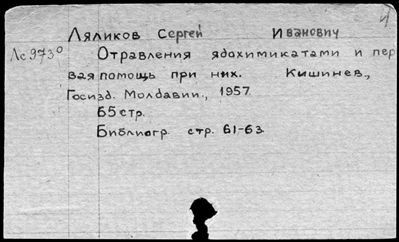 Ляликов Сергей Иванович
Лс973⁰
Отравления ядохимикатами и пер
вая помощь при них. Кишинев,
Госизд. Молдавии., 1957.
65 стр.
Библиогр. стр. 61-63.